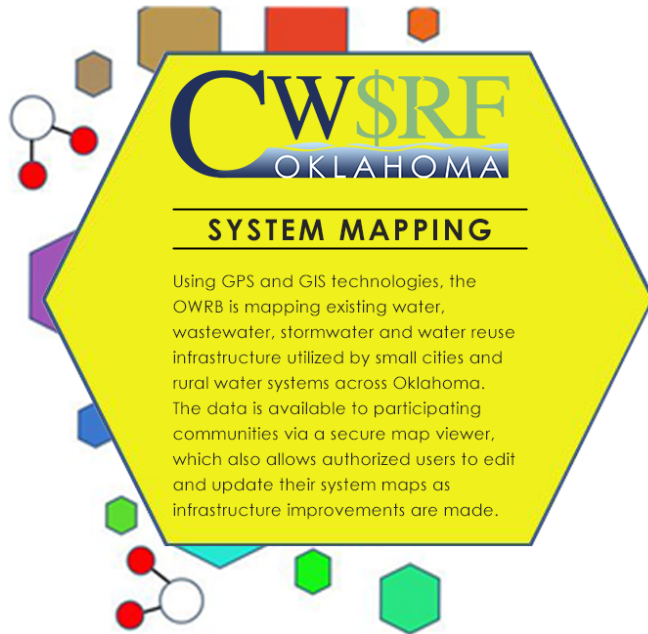 CW$RF
OKLAHOMA
SYSTEM MAPPING
Using GPS and GIS technologies, the
OWRB is mapping existing water,
wastewater, stormwater and water reuse
infrastructure utilized by small cities and
rural water systems across Oklahoma.
The data is available to participating
communities via a secure map viewer,
which also allows authorized users to edit
and update their system maps as
infrastructure improvements are made.